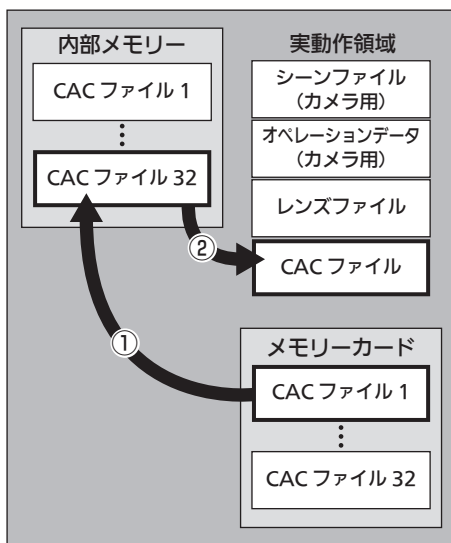 内部メモリー
CAC ファイル 1
⋮
CAC ファイル 32
実動作領域
シーンファイル
(カメラ用)
オペレーションデータ
(カメラ用)
レンズファイル
CAC ファイル
②
①
メモリーカード
CAC ファイル 1
⋮
CAC ファイル 32